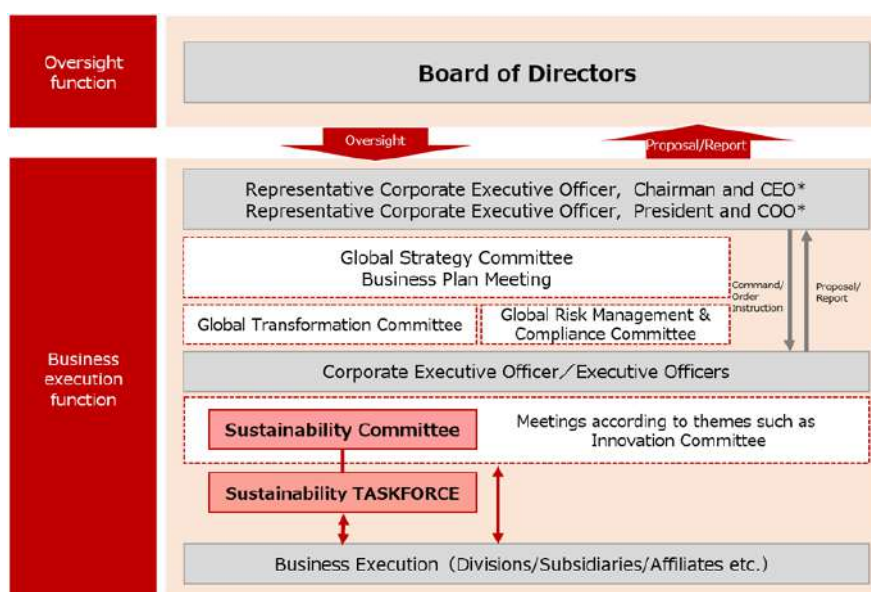 Oversight
function
Board of Directors
Oversight
Proposal/Report
Business
execution
function
Representative Corporate Executive Officer, Chairman and CEO*
Representative Corporate Executive Officer, President and COO*
Global Strategy Committee
Business Plan Meeting
Command/
Order
Instruction
Proposal/
Report
Global Transformation Committee
Global Risk Management &
Compliance Committee
Corporate Executive Officer／Executive Officers
Sustainability Committee
Meetings according to themes such as
Innovation Committee
Sustainability TASKFORCE
Business Execution（Divisions/Subsidiaries/Affiliates etc.）